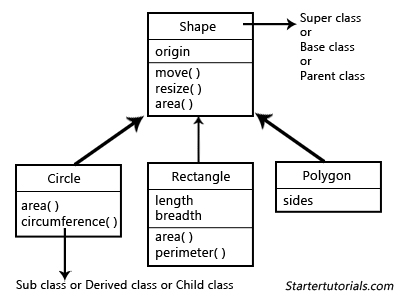 Shape
origin
move( )
resize( )
area( )
Super class
or
Base class
or
Parent class
Circle
area( )
circumference( )
Rectangle
length
breadth
area( )
perimeter( )
Polygon
sides
Sub class or Derived class or Child class
Startertutorials.com